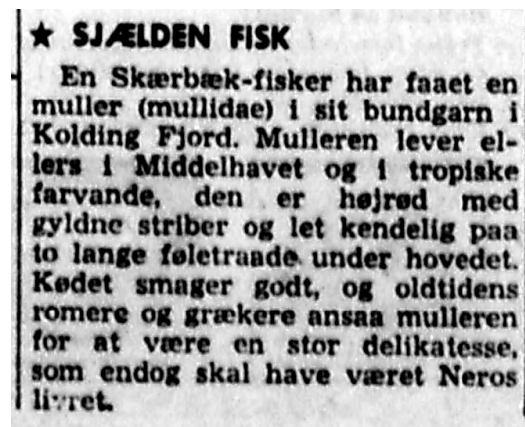 ★ SJÆLDEN FISK
En Skærbæk-fisker har faaet en
muller (mullidae) i sit bundgarn i
Kolding Fjord. Mulleren lever el-
lers i Middelhavet og i tropiske
farvande, den er højrød med
gyldne striber og let kendelig paa
to lange føletraade under hovedet.
Kødet smager godt, og oldtidens
romere og grækere ansaa mulleren
for at være en stor delikatesse,
som endog skal have været Neros
livret.